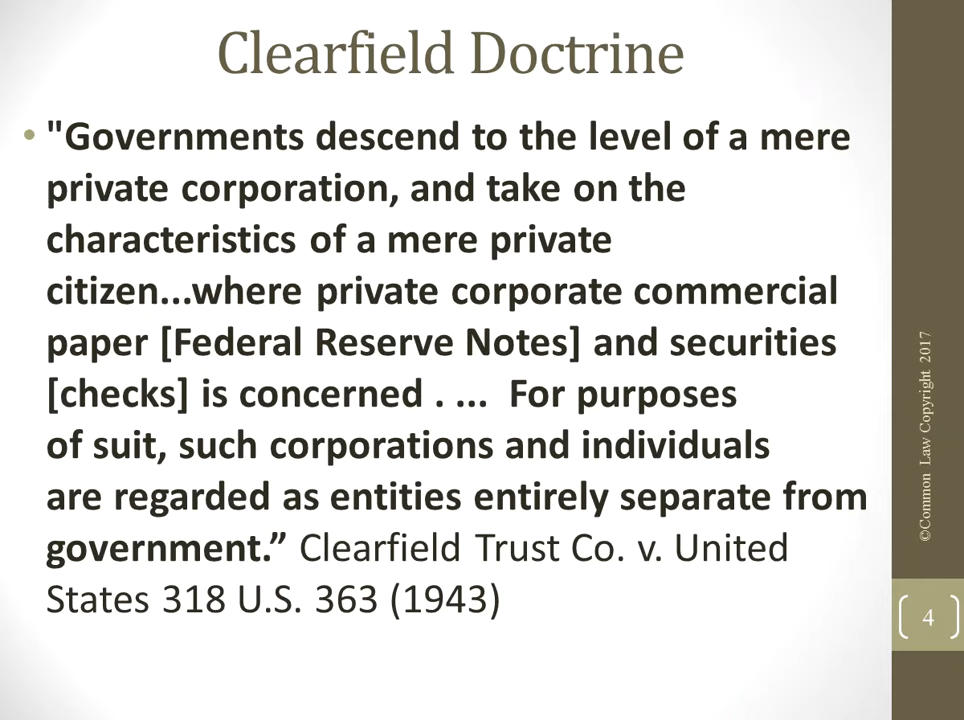 Clearfield Doctrine
• "Governments descend to the level of a mere
private corporation, and take on the
characteristics of a mere private
citizen...where private corporate commercial
paper [Federal Reserve Notes] and securities
[checks] is concerned . ... For purposes
of suit, such corporations and individuals
are regarded as entities entirely separate from
government.” Clearfield Trust Co. v. United
States 318 U.S. 363 (1943)
©Common Law Copyright 2017
4